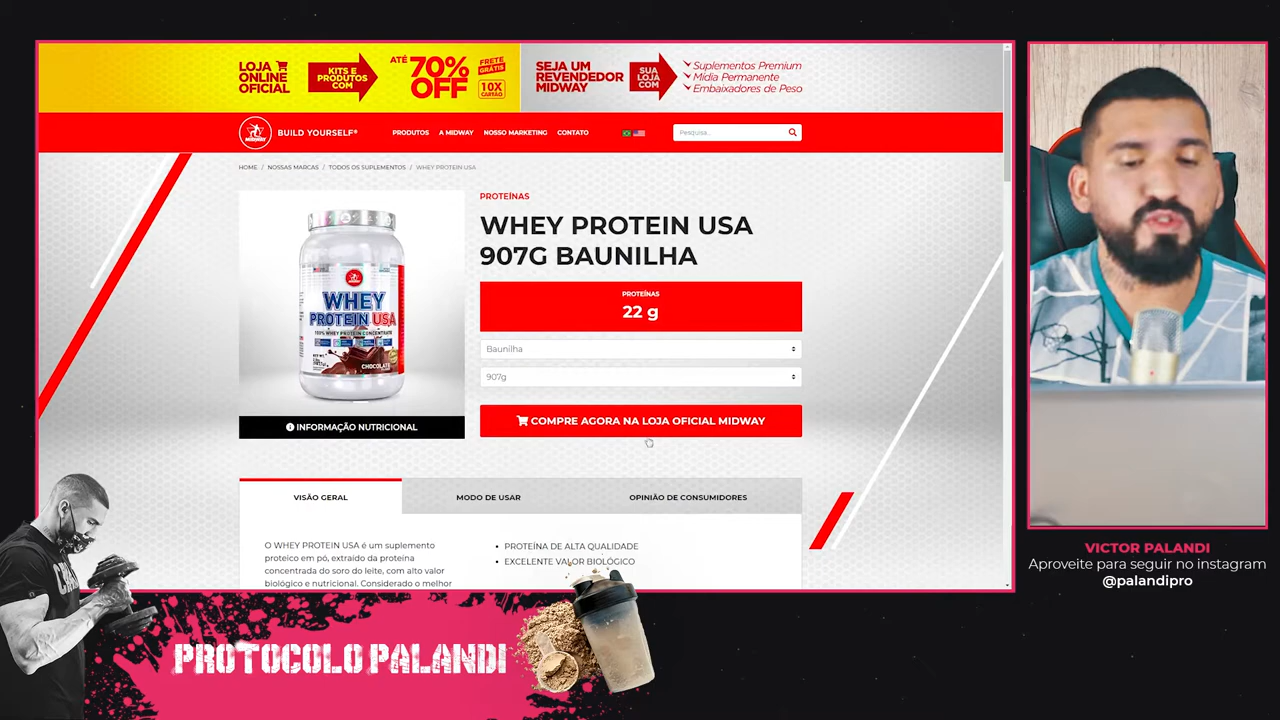 LOJA
ONLINE
OFICIAL
KITS E
PRODUTOS
COM
ATÉ 70%
OFF
FRETE
GRÁTIS
10X
CARTÃO
SEJA UM
REVENDEDOR
MIDWAY
SUA
LOJA
COM
Suplementos Premium
Mídia Permanente
Embaixadores de Peso
MIDWAY
BUILD YOURSELF®
PRODUTOS A MIDWAY NOSSO MARKETING CONTATO
Pesquisa...
HOME / NOSSAS MARCAS / TODOS OS SUPLEMENTOS / WHEY PROTEIN USA
PROTEÍNAS
WHEY PROTEIN USA
907G BAUNILHA
PROTEÍNAS
22 g
Baunilha
907g
COMPRE AGORA NA LOJA OFICIAL MIDWAY
WHEY
PROTEIN USA
100% WHEY PROTEIN CONCENTRATE
CHOCOLATE
INFORMAÇÃO NUTRICIONAL
VISÃO GERAL
MODO DE USAR
OPINIÃO DE CONSUMIDORES
O WHEY PROTEIN USA é um suplemento
proteico em pó, extraído da proteína
concentrada do soro do leite, com alto valor
biológico e nutricional. Considerado o melhor
PROTEÍNA DE ALTA QUALIDADE
EXCELENTE VALOR BIOLÓGICO
VICTOR PALANDI
Aproveite para seguir no instagram
@palandipro
PROTOCOLO PALANDI